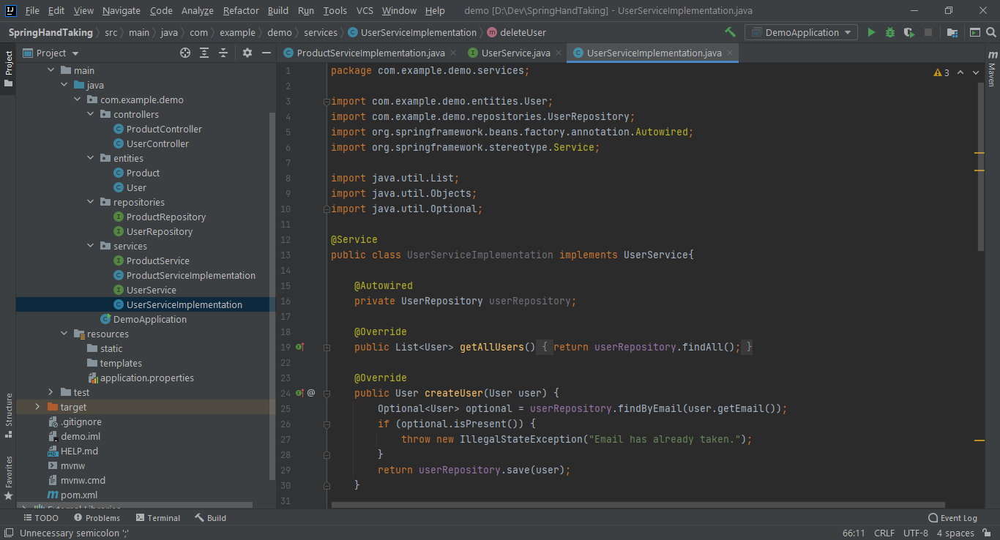 File Edit View Navigate Code Analyze Refactor Build Run Tools VCS Window Help demo [D:\Dev\SpringHandTaking] - UserServiceImplementation.java
SpringHandTaking src main java com example demo services UserServiceImplementation deleteUser DemoApplication
Project
ProductServiceImplementation.java UserService.java UserServiceImplementation.java
main
java
com.example.demo
controllers
ProductController
UserController
entities
Product
User
repositories
ProductRepository
UserRepository
services
ProductService
ProductServiceImplementation
UserService
UserServiceImplementation
DemoApplication
resources
static
templates
application.properties
test
target
.gitignore
demo.iml
HELP.md
mvnw
mvnw.cmd
pom.xml
External Libraries
Project
Structure
Favorites
1 package com.example.demo.services;
2
3 import com.example.demo.entities.User;
4 import com.example.demo.repositories.UserRepository;
5 import org.springframework.beans.factory.annotation.Autowired;
6 import org.springframework.stereotype.Service;
7
8 import java.util.List;
9 import java.util.Objects;
10 import java.util.Optional;
11
12 @Service
13 public class UserServiceImplementation implements UserService{
14
15 @Autowired
16 private UserRepository userRepository;
17
18 @Override
19 public List<User> getAllUsers() { return userRepository.findAll(); }
22
23 @Override
24 @ public User createUser(User user) {
25 Optional<User> optional = userRepository.findByEmail(user.getEmail());
26 if (optional.isPresent()) {
27 throw new IllegalStateException("Email has already taken.");
28 }
29 return userRepository.save(user);
30 }
31
3
m
Maven
TODO Problems Terminal Build Event Log
Unnecessary semicolon ';' 66:11 CRLF UTF-8 4 spaces